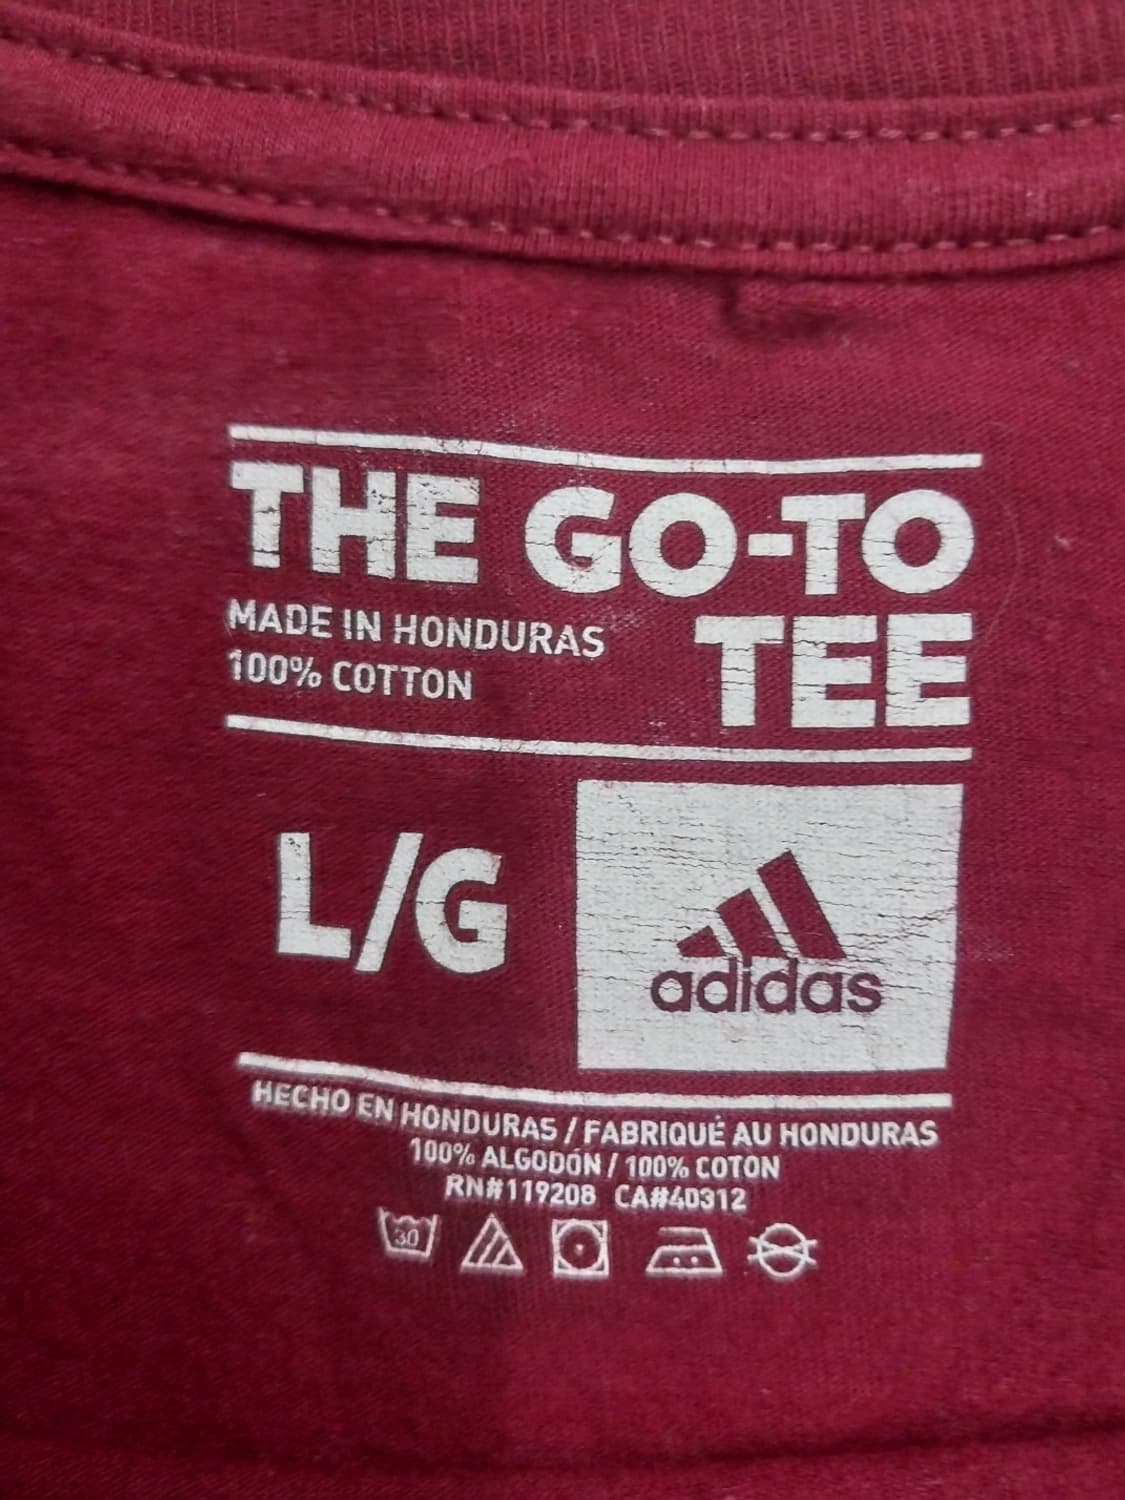 THE GO-TO
TEE
MADE IN HONDURAS
100% COTTON
L/G
adidas
HECHO EN HONDURAS / FABRIQUÉ AU HONDURAS
100% ALGODÓN / 100% COTON
RN#119208 CA#40312
30